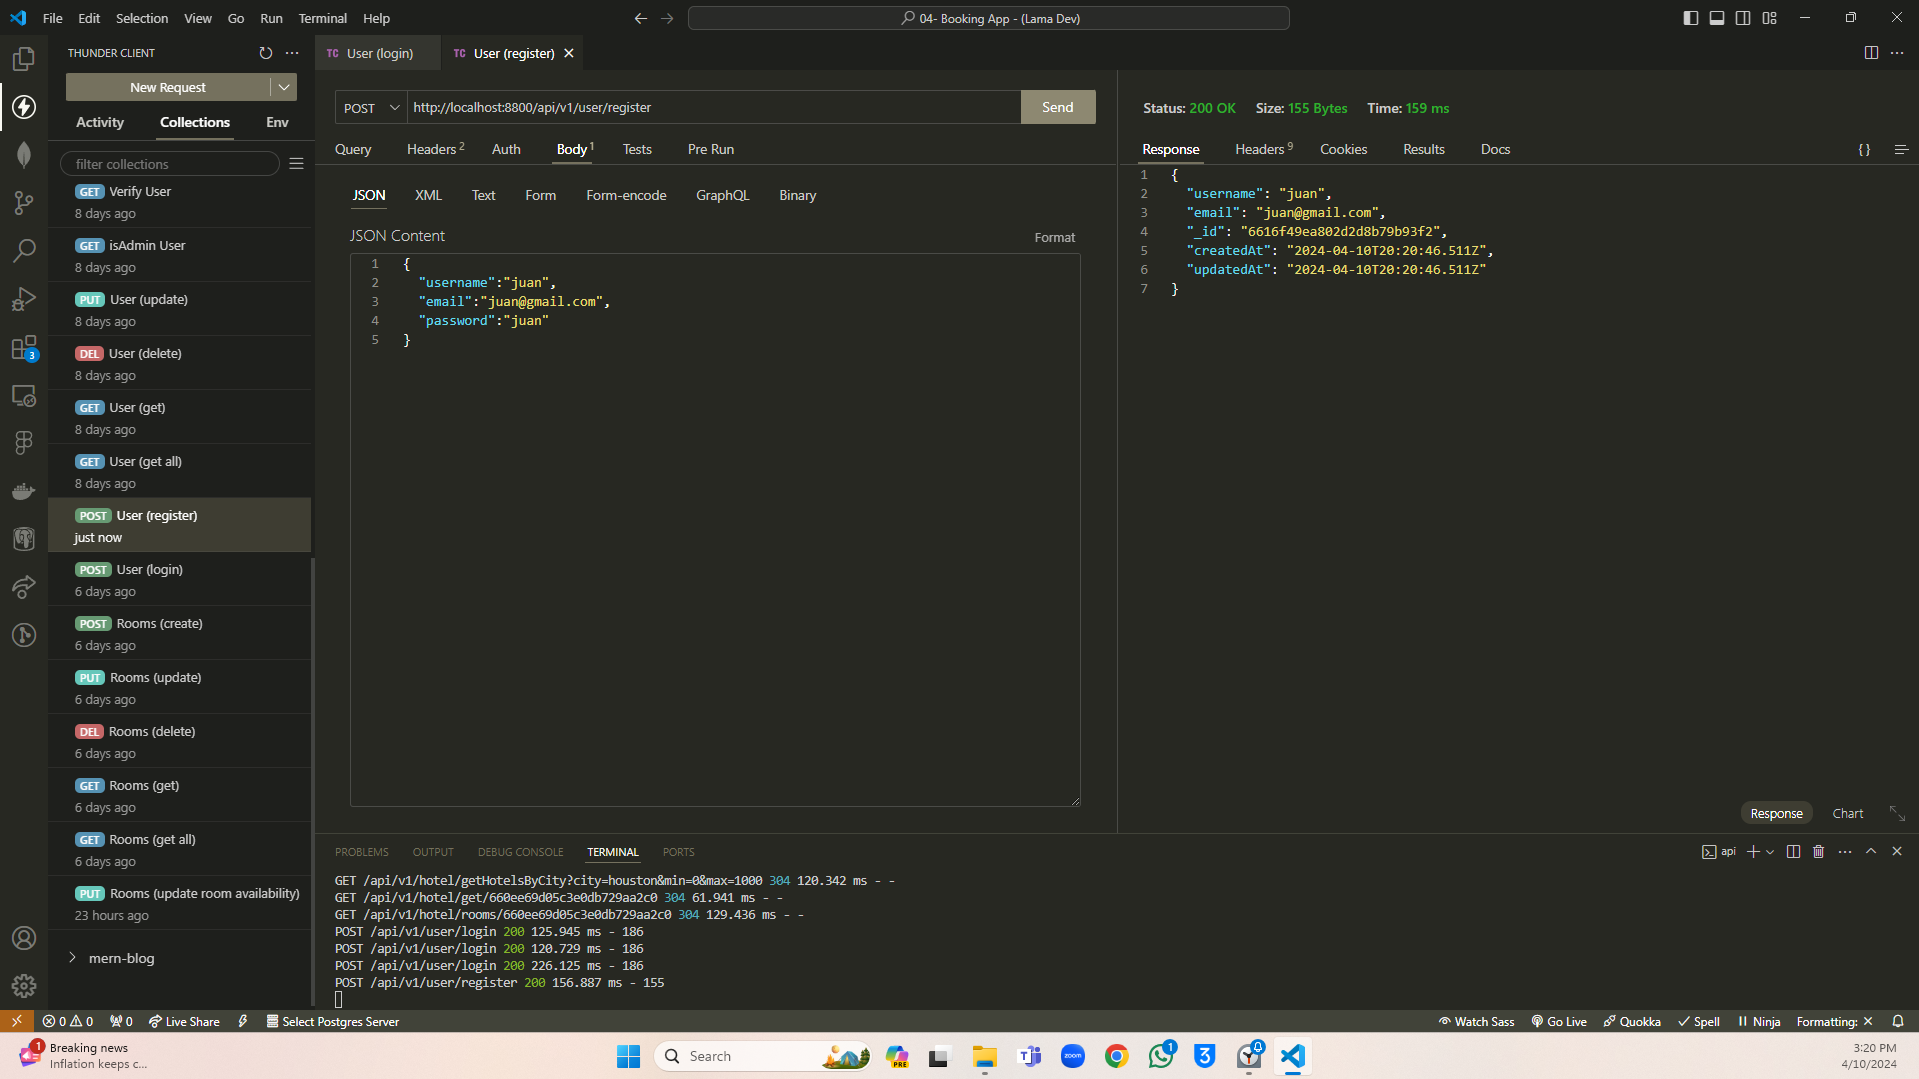 File Edit Selection View Go Run Terminal Help
04- Booking App - (Lama Dev)
THUNDER CLIENT
New Request
Activity Collections Env
filter collections
GET Verify User
8 days ago
GET isAdmin User
8 days ago
PUT User (update)
8 days ago
DEL User (delete)
8 days ago
GET User (get)
8 days ago
GET User (get all)
8 days ago
POST User (register)
just now
POST User (login)
6 days ago
POST Rooms (create)
6 days ago
PUT Rooms (update)
6 days ago
DEL Rooms (delete)
6 days ago
GET Rooms (get)
6 days ago
GET Rooms (get all)
6 days ago
PUT Rooms (update room availability)
23 hours ago
mern-blog
3
TC User (login) TC User (register)
POST http://localhost:8800/api/v1/user/register Send
Query Headers 2 Auth Body 1 Tests Pre Run
JSON XML Text Form Form-encode GraphQL Binary
JSON Content Format
1 {
2 "username":"juan",
3 "email":"juan@gmail.com",
4 "password":"juan"
5 }
Status: 200 OK Size: 155 Bytes Time: 159 ms
Response Headers 9 Cookies Results Docs { }
1 {
2 "username": "juan",
3 "email": "juan@gmail.com",
4 "_id": "6616f49ea802d2d8b79b93f2",
5 "createdAt": "2024-04-10T20:20:46.511Z",
6 "updatedAt": "2024-04-10T20:20:46.511Z"
7 }
Response Chart
PROBLEMS OUTPUT DEBUG CONSOLE TERMINAL PORTS
api
GET /api/v1/hotel/getHotelsByCity?city=houston&min=0&max=1000 304 120.342 ms - -
GET /api/v1/hotel/get/660ee69d05c3e0db729aa2c0 304 61.941 ms - -
GET /api/v1/hotel/rooms/660ee69d05c3e0db729aa2c0 304 129.436 ms - -
POST /api/v1/user/login 200 125.945 ms - 186
POST /api/v1/user/login 200 120.729 ms - 186
POST /api/v1/user/login 200 226.125 ms - 186
POST /api/v1/user/register 200 156.887 ms - 155
0 0 0 Live Share Select Postgres Server
Watch Sass Go Live Quokka Spell Ninja Formatting:
1 Breaking news
Inflation keeps c...
Search
PRE
zoom
1
3
3:20 PM
4/10/2024